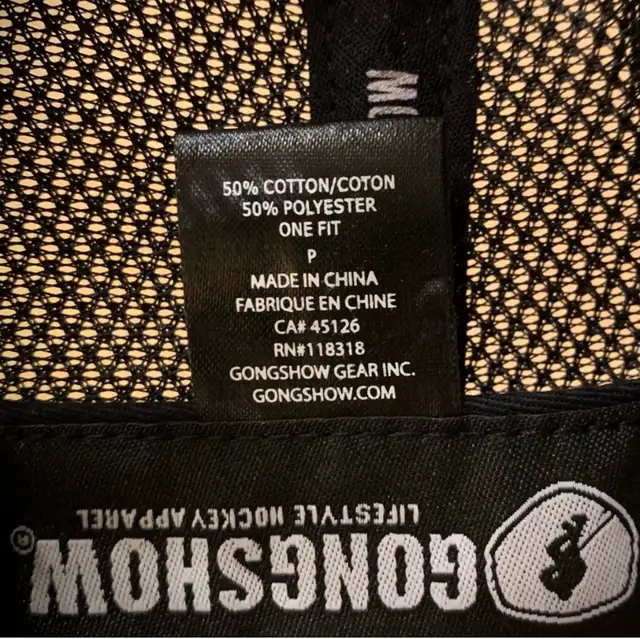 50% COTTON/COTON
50% POLYESTER
ONE FIT
P
MADE IN CHINA
FABRIQUE EN CHINE
CA# 45126
RN#118318
GONGSHOW GEAR INC.
GONGSHOW.COM
GONGSHOW®
LIFESTYLE HOCKEY APPAREL